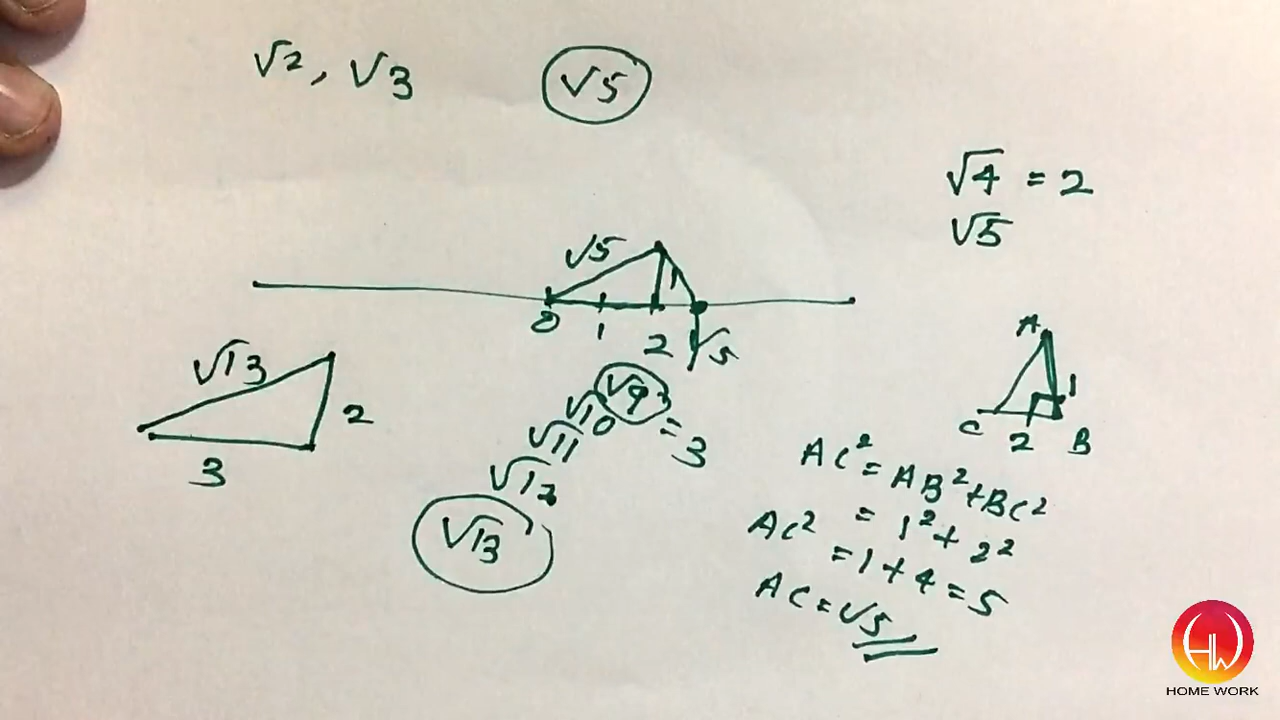 √2, √3 √5
√4 = 2
√5
√5
1
0 1 2 √5
√13
2
3
√9 = 3
√10
√11
√12
√13
A
1
C 2 B
AC² = AB² + BC²
= 1² + 2²
AC² = 1 + 4 = 5
AC = √5
HW
HOME WORK